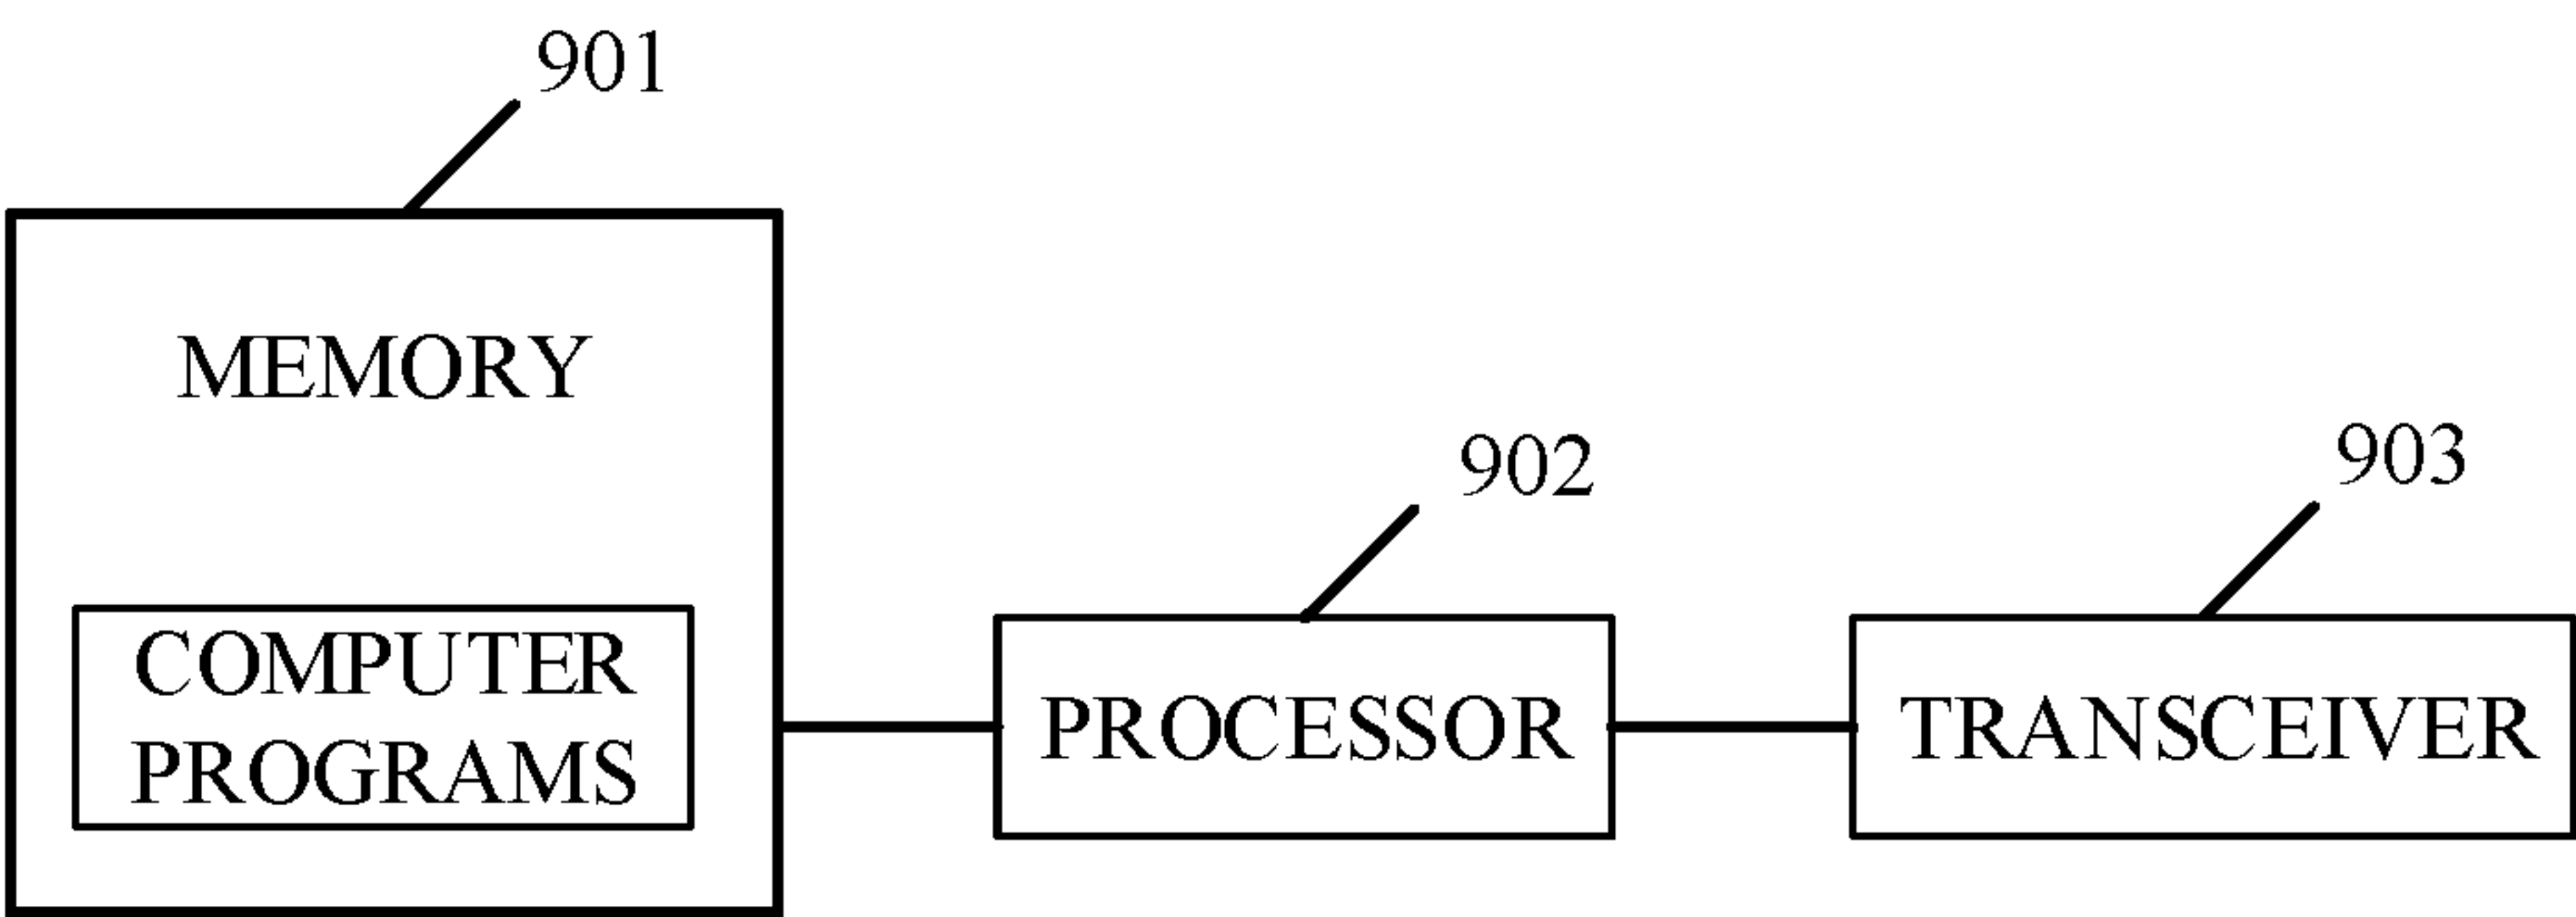 901
MEMORY
902
903
COMPUTER
PROGRAMS
PROCESSOR
TRANSCEIVER